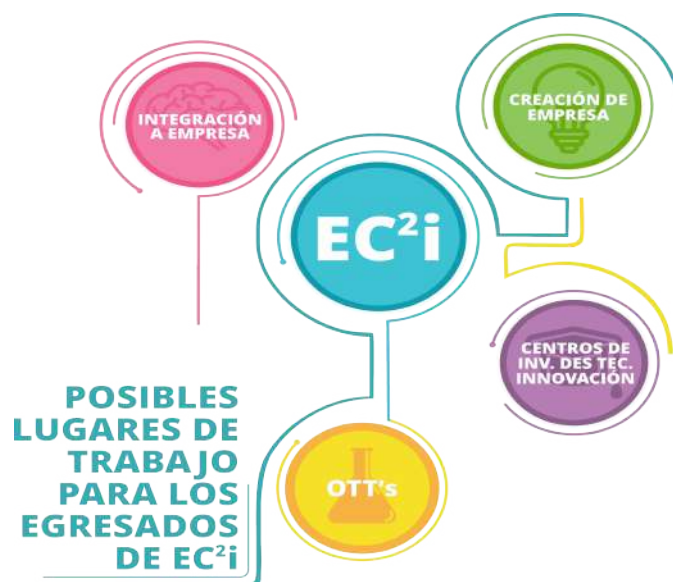 INTEGRACIÓN
A EMPRESA
CREACIÓN DE
EMPRESA
EC²i
CENTROS DE
INV. DES TEC.
INNOVACIÓN
OTT's
POSIBLES
LUGARES DE
TRABAJO
PARA LOS
EGRESADOS
DE EC²i